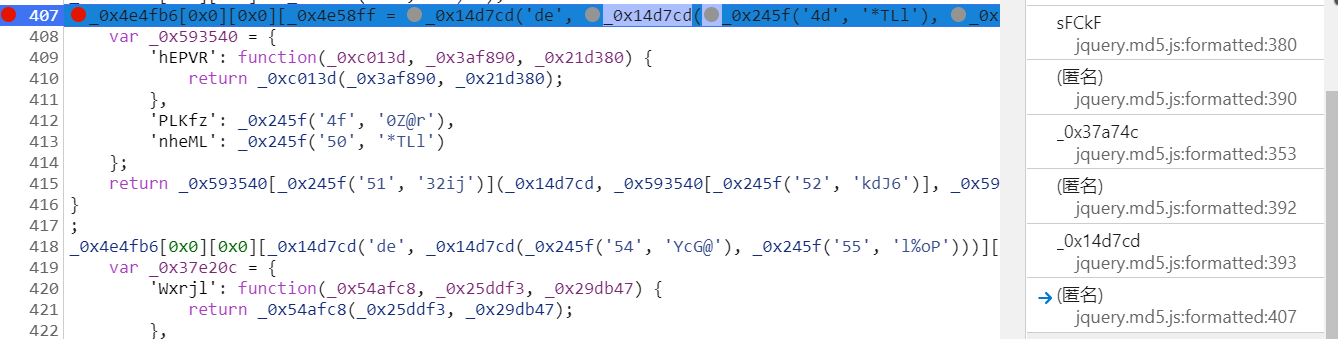 407 _0x4e4fb6[0x0][0x0][_0x4e58ff = _0x14d7cd('de', _0x14d7cd(_0x245f('4d', '*TLl'), _0x
408 var _0x593540 = {
409 'hEPVR': function(_0xc013d, _0x3af890, _0x21d380) {
410 return _0xc013d(_0x3af890, _0x21d380);
411 },
412 'PLKfz': _0x245f('4f', '0Z@r'),
413 'nheML': _0x245f('50', '*TLl')
414 };
415 return _0x593540[_0x245f('51', '32ij')](_0x14d7cd, _0x593540[_0x245f('52', 'kdJ6')], _0x59
416 }
417 ;
418 _0x4e4fb6[0x0][0x0][_0x14d7cd('de', _0x14d7cd(_0x245f('54', 'YcG@'), _0x245f('55', 'l%oP')))][
419 var _0x37e20c = {
420 'Wxrjl': function(_0x54afc8, _0x25ddf3, _0x29db47) {
421 return _0x54afc8(_0x25ddf3, _0x29db47);
422 },
sFCkF
jquery.md5.js:formatted:380
(匿名)
jquery.md5.js:formatted:390
_0x37a74c
jquery.md5.js:formatted:353
(匿名)
jquery.md5.js:formatted:392
_0x14d7cd
jquery.md5.js:formatted:393
(匿名)
jquery.md5.js:formatted:407